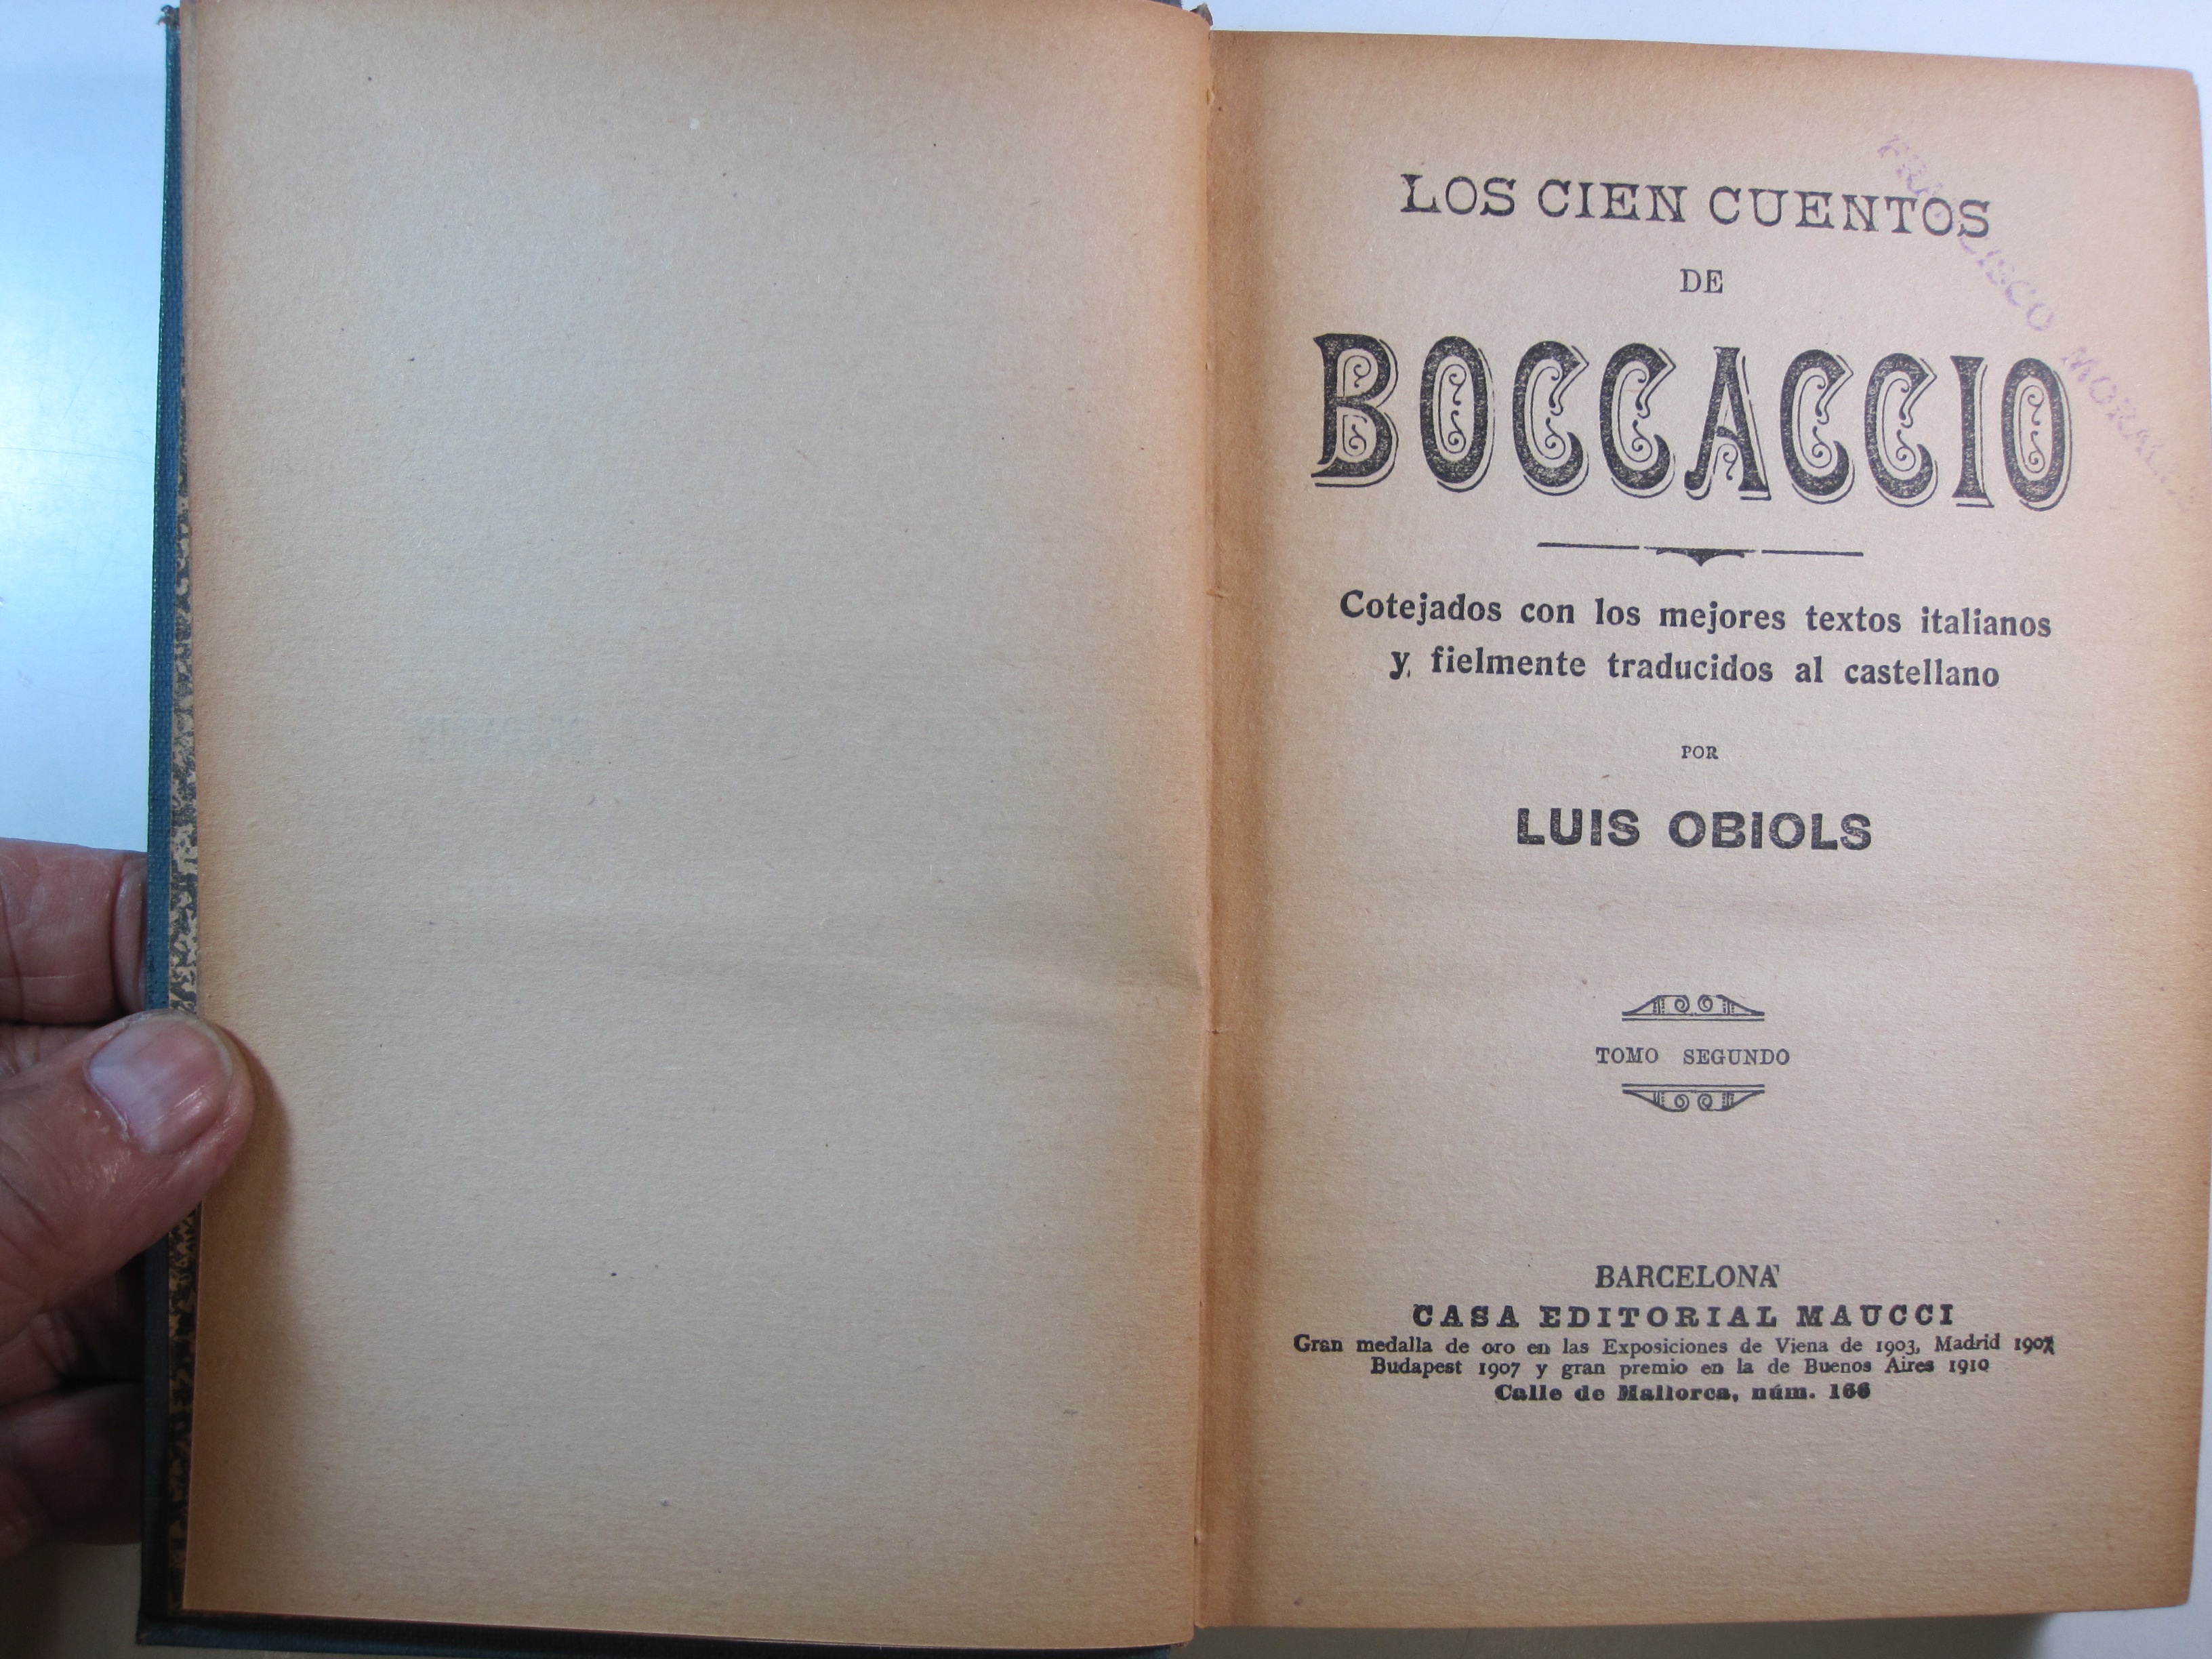 LOS CIEN CUENTOS
DE
BOCCACCIO
Cotejados con los mejores textos italianos
y fielmente traducidos al castellano
POR
LUIS OBIOLS
TOMO SEGUNDO
BARCELONA
CASA EDITORIAL MAUCCI
Gran medalla de oro en las Exposiciones de Viena de 1903, Madrid 1907
Budapest 1907 y gran premio en la de Buenos Aires 1910
Calle de Mallorca, núm. 166
FRANCISCO